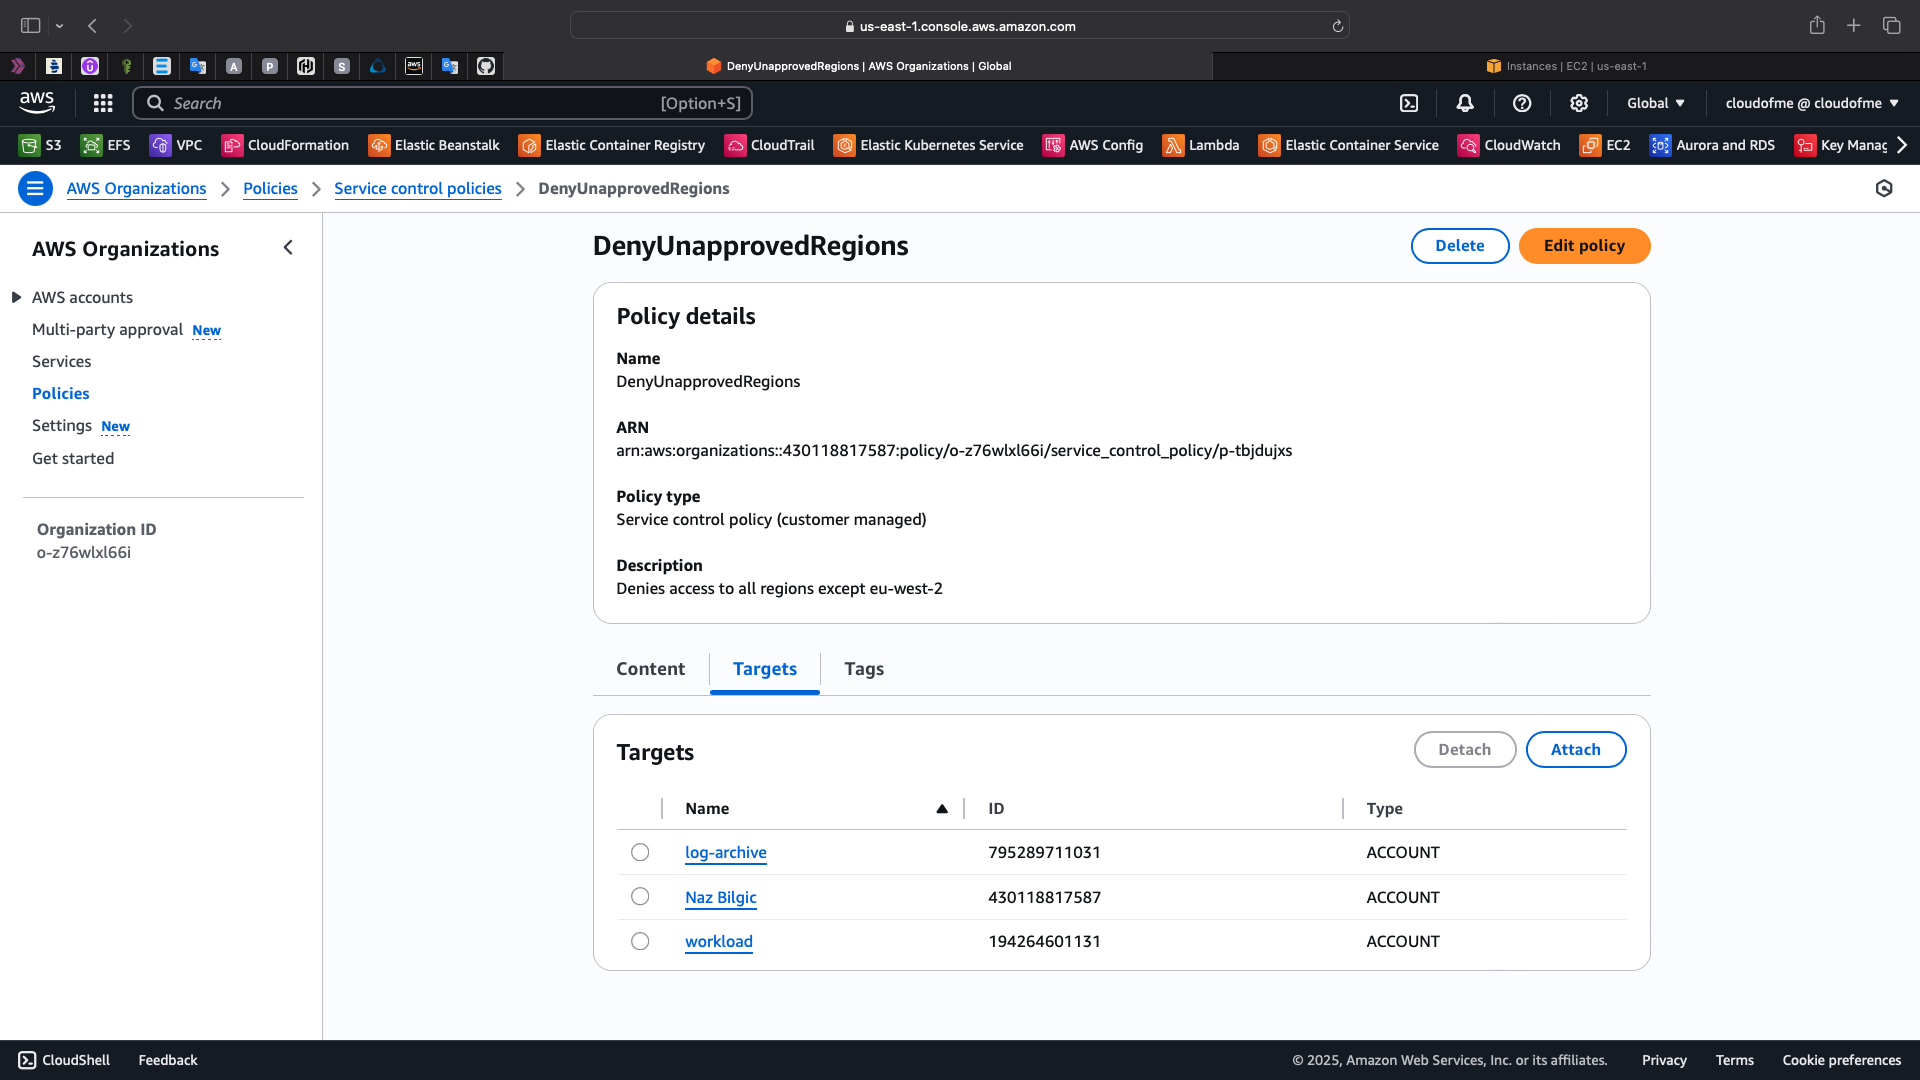 us-east-1.console.aws.amazon.com
DenyUnapprovedRegions | AWS Organizations | Global
Instances | EC2 | us-east-1
aws
Search
[Option+S]
Global
cloudofme @ cloudofme
S3
EFS
VPC
CloudFormation
Elastic Beanstalk
Elastic Container Registry
CloudTrail
Elastic Kubernetes Service
AWS Config
Lambda
Elastic Container Service
CloudWatch
EC2
Aurora and RDS
Key Manag
AWS Organizations
Policies
Service control policies
DenyUnapprovedRegions
AWS Organizations
AWS accounts
Multi-party approval New
Services
Policies
Settings New
Get started
Organization ID
o-z76wlxl66i
DenyUnapprovedRegions
Delete
Edit policy
Policy details
Name
DenyUnapprovedRegions
ARN
arn:aws:organizations::430118817587:policy/o-z76wlxl66i/service_control_policy/p-tbjdujxs
Policy type
Service control policy (customer managed)
Description
Denies access to all regions except eu-west-2
Content
Targets
Tags
Targets
Detach
Attach
Name
ID
Type
log-archive 795289711031 ACCOUNT
Naz Bilgic 430118817587 ACCOUNT
workload 194264601131 ACCOUNT
CloudShell
Feedback
© 2025, Amazon Web Services, Inc. or its affiliates.
Privacy
Terms
Cookie preferences